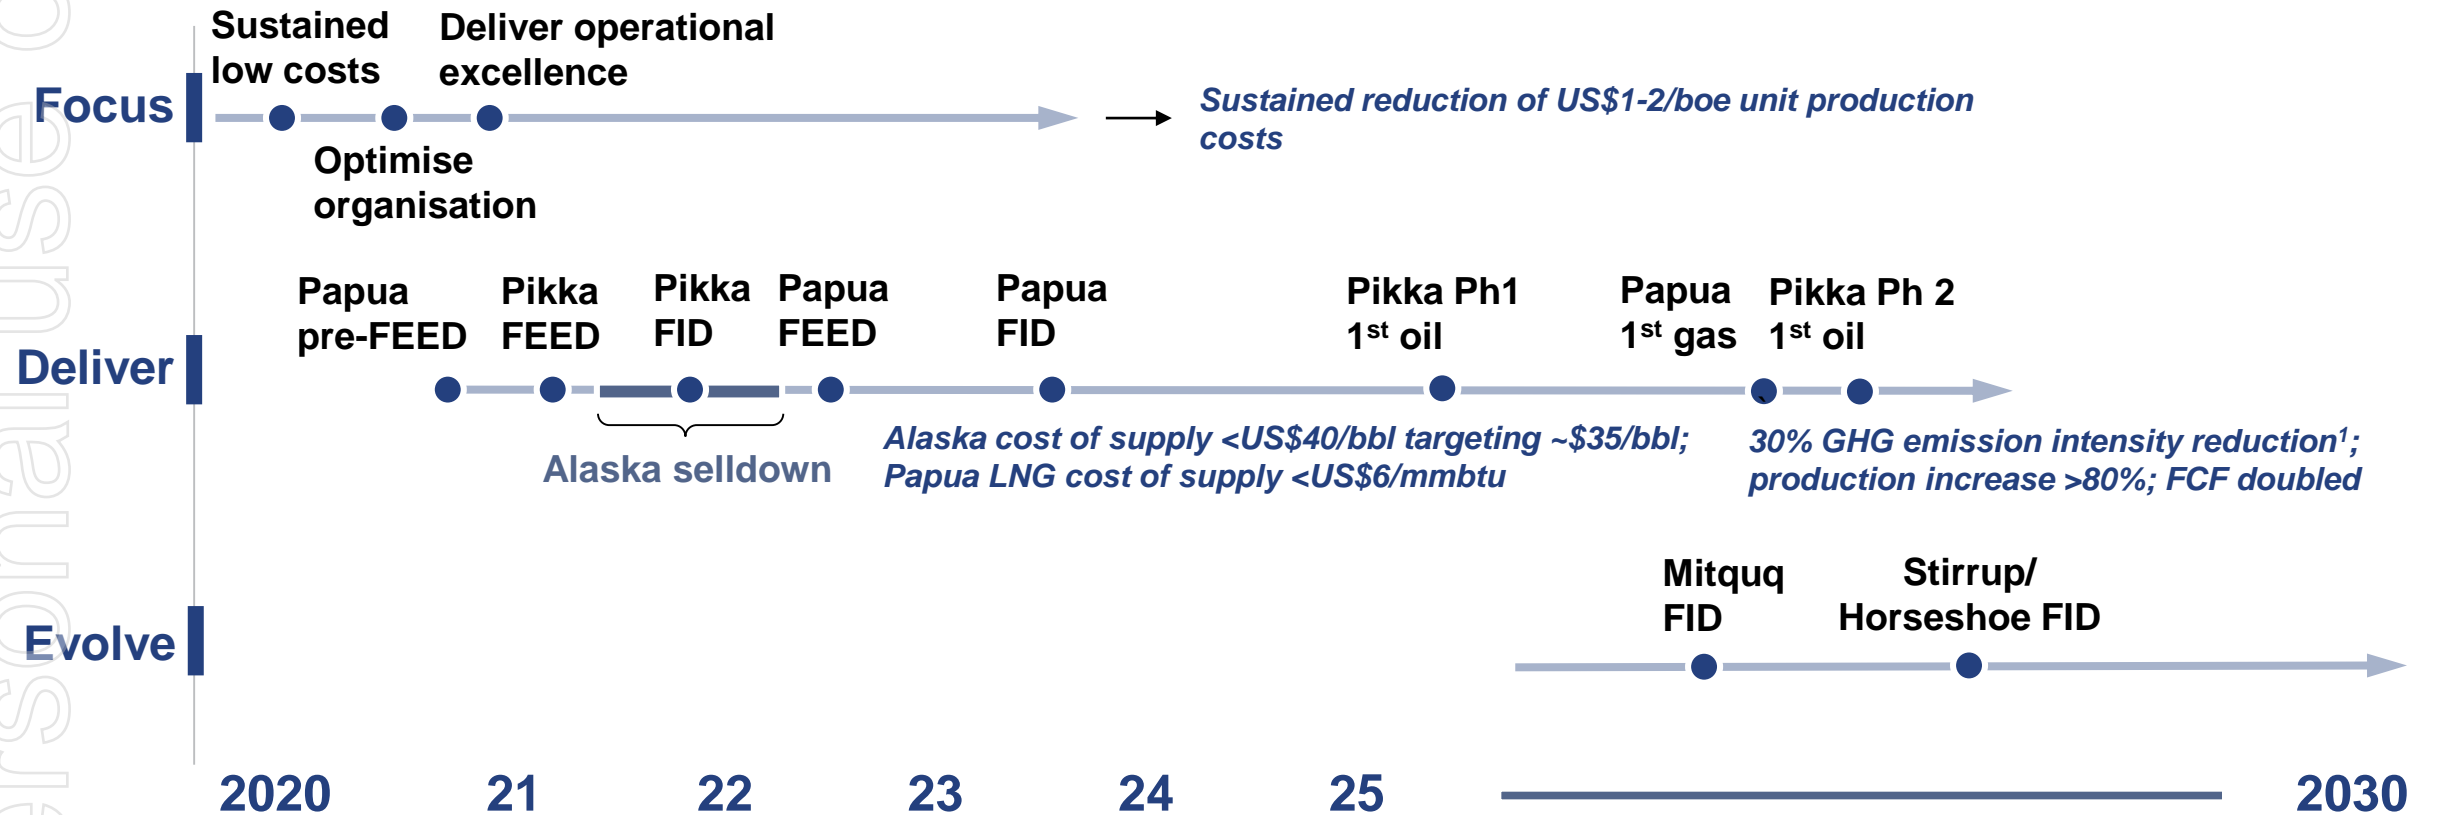 Sustained
low costs
Deliver operational
excellence
Focus
Optimise
organisation
Sustained reduction of US$1-2/boe unit production
costs
Papua
pre-FEED
Pikka
FEED
Pikka
FID
Papua
FEED
Papua
FID
Pikka Ph1
1st oil
Papua
1st gas
Pikka Ph 2
1st oil
Deliver
Alaska selldown
Alaska cost of supply <US$40/bbl targeting ~$35/bbl;
Papua LNG cost of supply <US$6/mmbtu
30% GHG emission intensity reduction1;
production increase >80%; FCF doubled
Mitquq
FID
Stirrup/
Horseshoe FID
Evolve
2020 21 22 23 24 25 2030